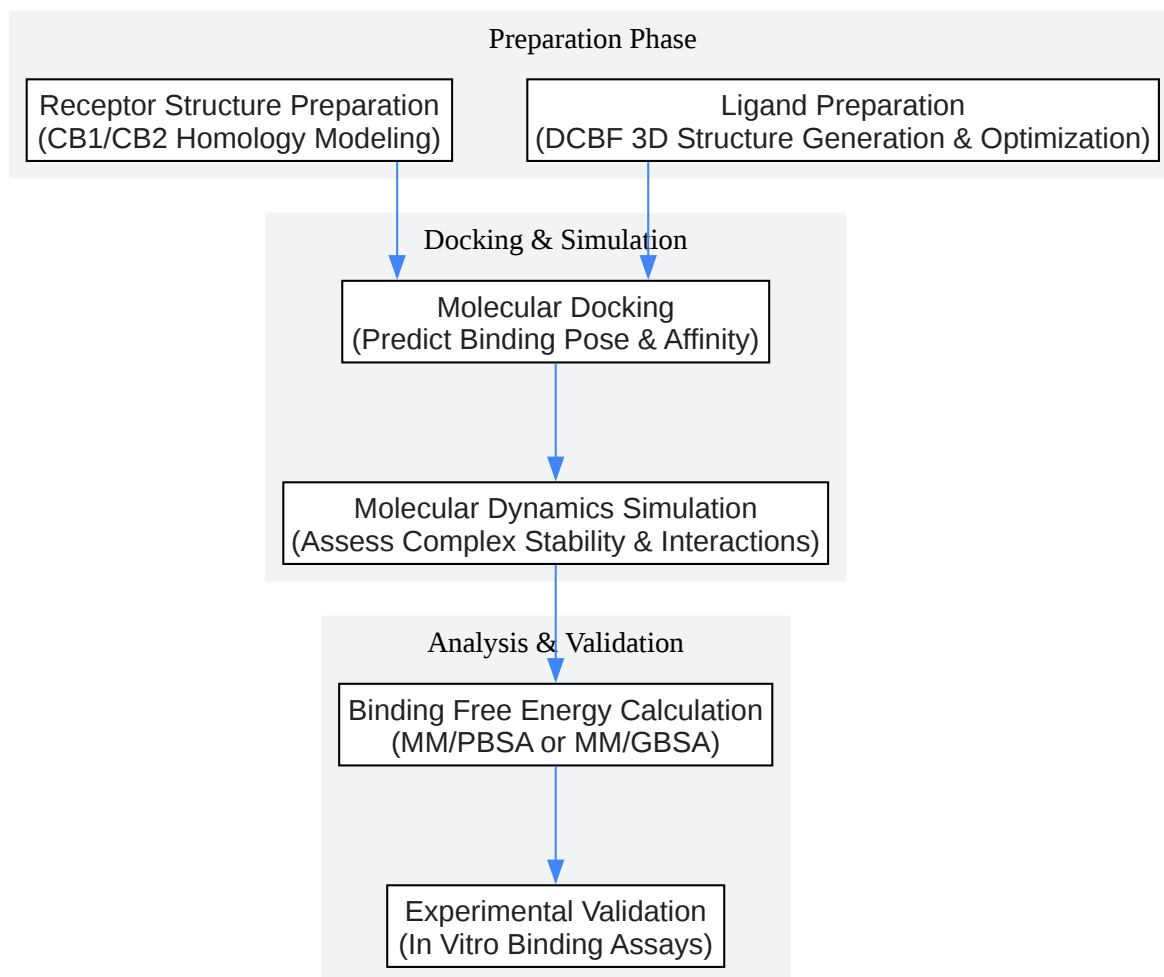 Preparation Phase
Receptor Structure Preparation
(CB1/CB2 Homology Modeling)
Ligand Preparation
(DCBF 3D Structure Generation & Optimization)
Docking & Simulation
Molecular Docking
(Predict Binding Pose & Affinity)
Molecular Dynamics Simulation
(Assess Complex Stability & Interactions)
Analysis & Validation
Binding Free Energy Calculation
(MM/PBSA or MM/GBSA)
Experimental Validation
(In Vitro Binding Assays)